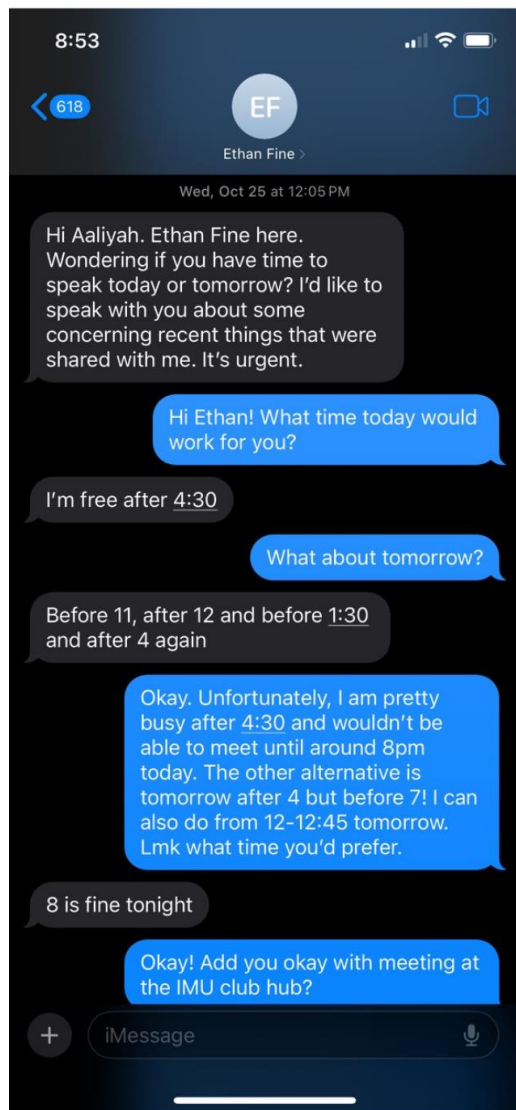 8:53
618
EF
Ethan Fine
Wed, Oct 25 at 12:05 PM
Hi Aaliyah. Ethan Fine here.
Wondering if you have time to
speak today or tomorrow? I'd like to
speak with you about some
concerning recent things that were
shared with me. It's urgent.
Hi Ethan! What time today would
work for you?
I'm free after 4:30
What about tomorrow?
Before 11, after 12 and before 1:30
and after 4 again
Okay. Unfortunately, I am pretty
busy after 4:30 and wouldn't be
able to meet until around 8pm
today. The other alternative is
tomorrow after 4 but before 7! I can
also do from 12-12:45 tomorrow.
Lmk what time you'd prefer.
8 is fine tonight
Okay! Add you okay with meeting at
the IMU club hub?
iMessage